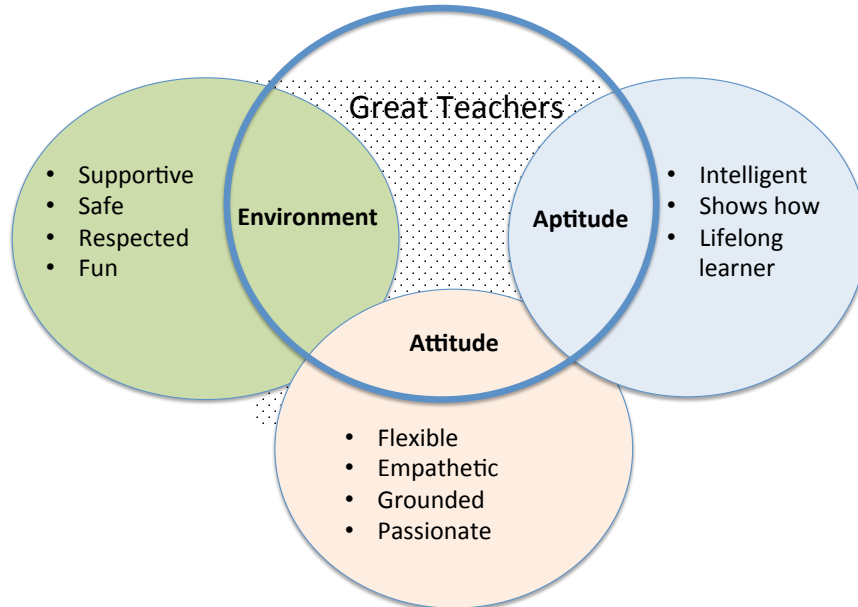 Great Teachers
• Supportive
• Safe
• Respected
• Fun
Environment
Aptitude
• Intelligent
• Shows how
• Lifelong
learner
Attitude
• Flexible
• Empathetic
• Grounded
• Passionate